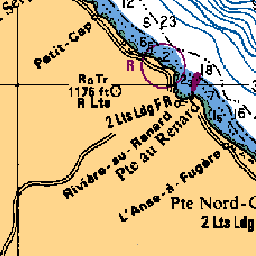 Petit-Cap
Ro Tr
1176 ft
R Lts
R
2 Lts Ldg F R
Rivière-au-Renard
Pte au Renard
L'Anse-à-Fugère
Pte Nord-
2 Lts Ldg
23
18